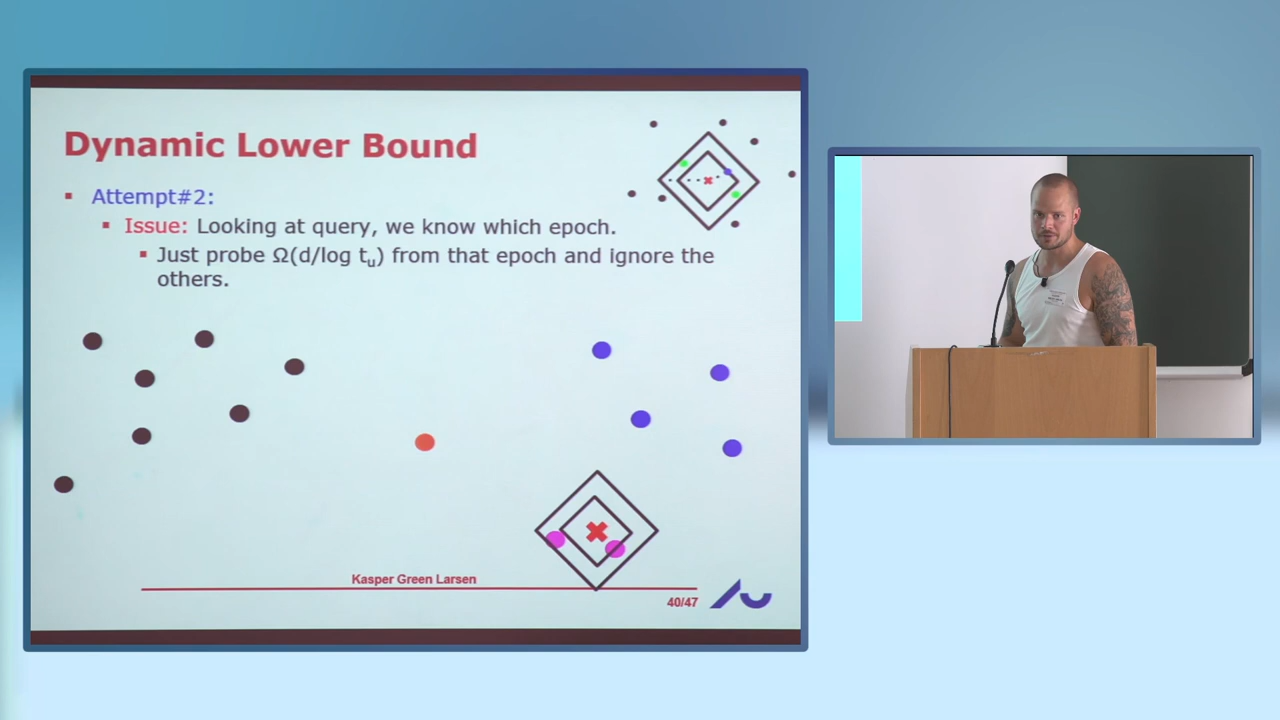 Dynamic Lower Bound
Attempt#2:
Issue: Looking at query, we know which epoch.
Just probe Ω(d/log tu) from that epoch and ignore the
others.
Kasper Green Larsen
40/47